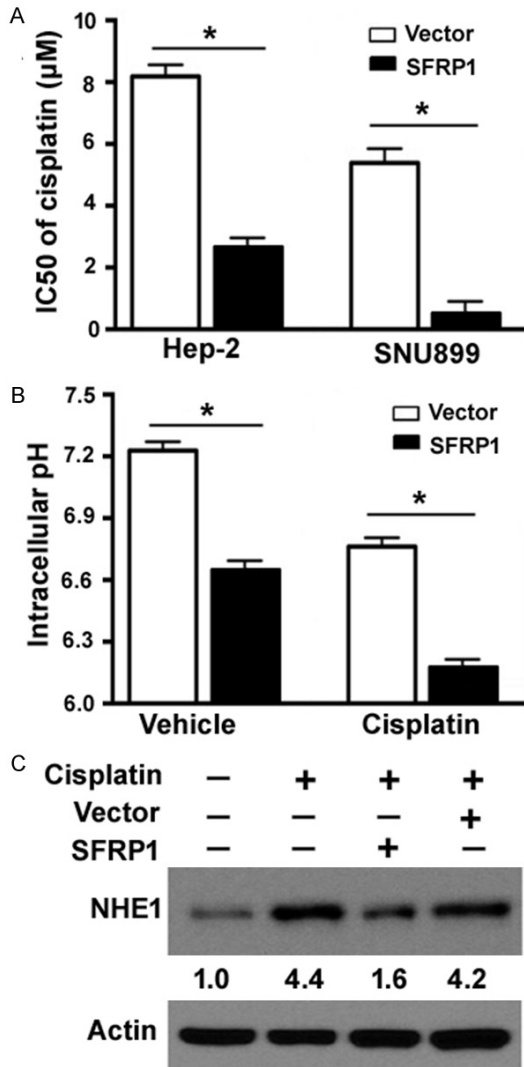 A
IC50 of cisplatin (µM)
10
8
6
4
2
0
*
*
Vector
SFRP1
Hep-2
SNU899
B
Intracellular pH
7.5
7.2
6.9
6.6
6.3
6.0
*
*
Vector
SFRP1
Vehicle
Cisplatin
C
Cisplatin − + + +
Vector − − − +
SFRP1 − − + −
NHE1
1.0 4.4 1.6 4.2
Actin